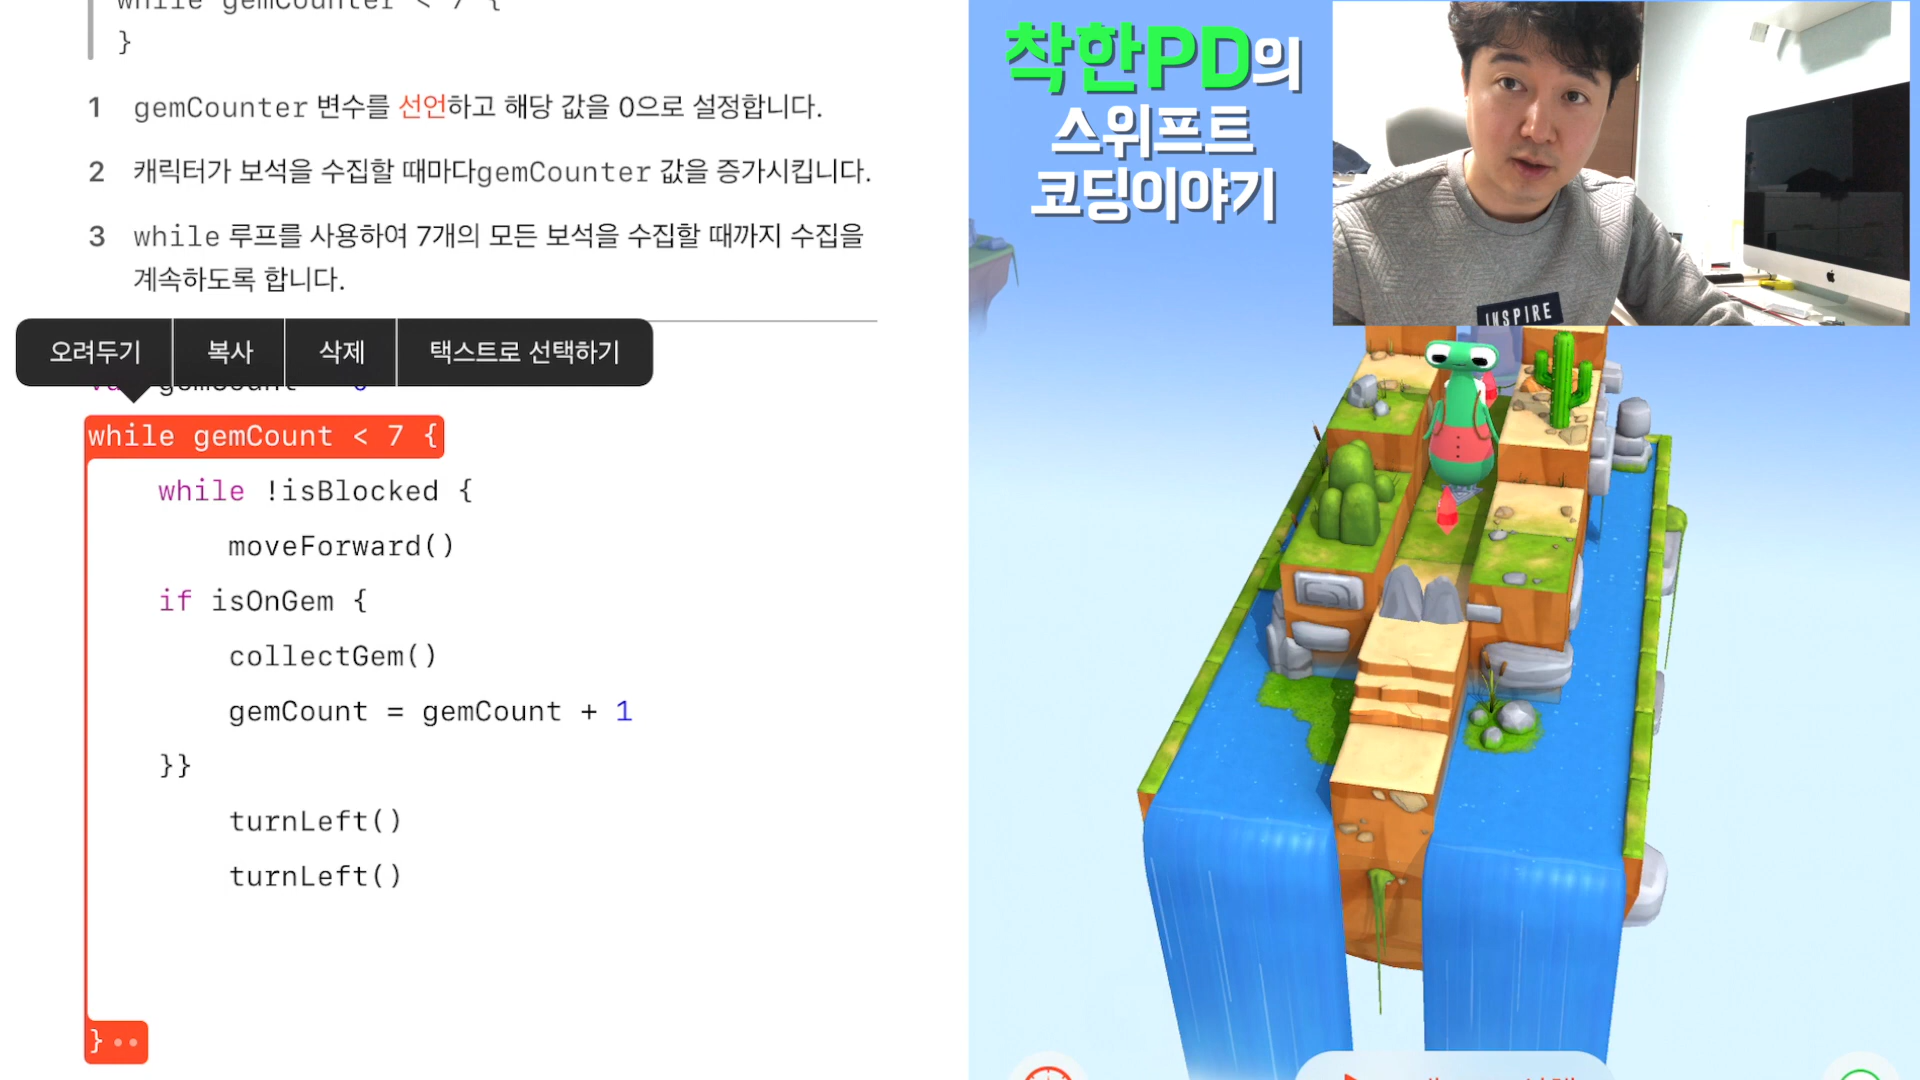 while gemCounter < 7 {
}
1 gemCounter 변수를 선언하고 해당 값을 0으로 설정합니다.
2 캐릭터가 보석을 수집할 때마다gemCounter 값을 증가시킵니다.
3 while 루프를 사용하여 7개의 모든 보석을 수집할 때까지 수집을
계속하도록 합니다.
오려두기 복사 삭제 택스트로 선택하기
while gemCount < 7 {
while !isBlocked {
moveForward()
if isOnGem {
collectGem()
gemCount = gemCount + 1
}}
turnLeft()
turnLeft()
}
착한PD의
스위프트
코딩이야기
INSPIRE